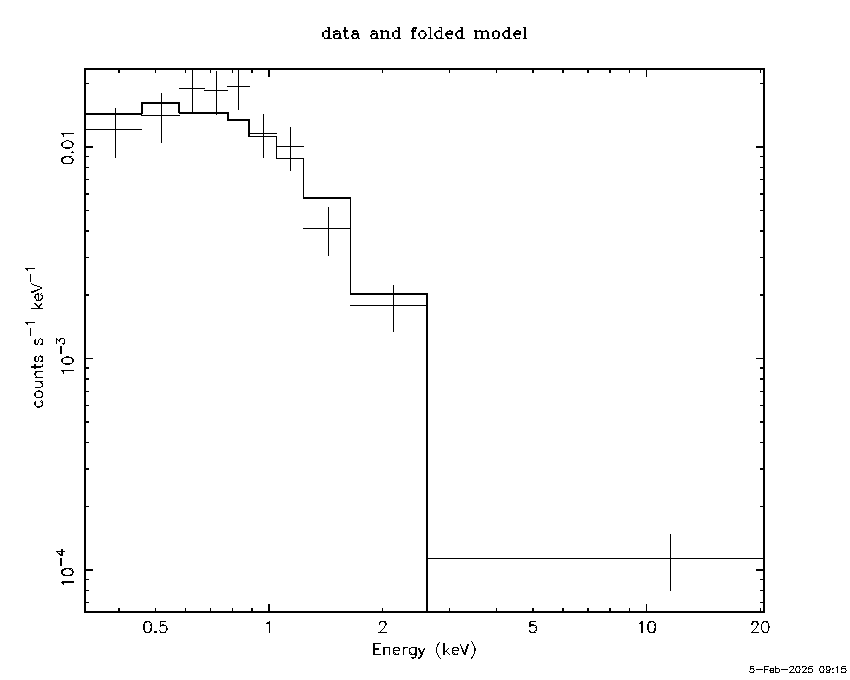 data and folded model
counts s⁻¹ keV⁻¹
0.01
10⁻³
10⁻⁴
0.5 1 2 5 10 20
Energy (keV)
5-Feb-2025 09:15